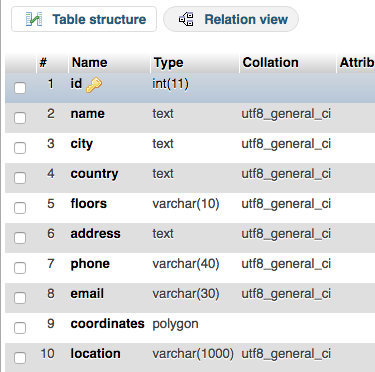 Table structure Relation view
# Name Type Collation Attrib
1 id int(11)
2 name text utf8_general_ci
3 city text utf8_general_ci
4 country text utf8_general_ci
5 floors varchar(10) utf8_general_ci
6 address text utf8_general_ci
7 phone varchar(40) utf8_general_ci
8 email varchar(30) utf8_general_ci
9 coordinates polygon
10 location varchar(1000) utf8_general_ci